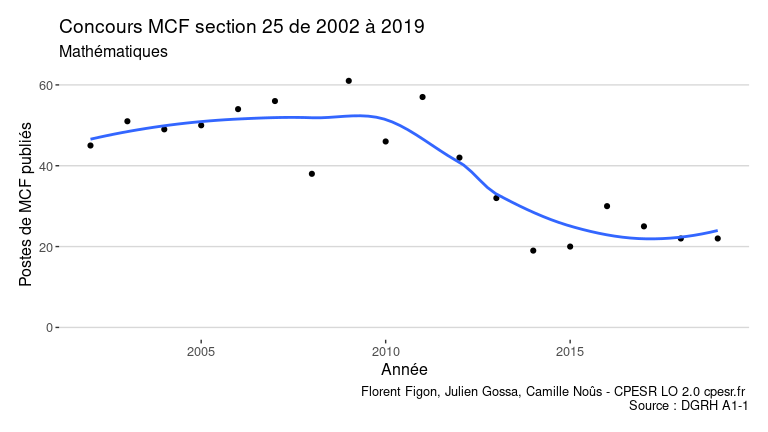 Concours MCF section 25 de 2002 à 2019
Mathématiques
Postes de MCF publiés
60
40
20
0
2005 2010 2015
Année
Florent Figon, Julien Gossa, Camille Noûs - CPESR LO 2.0 cpesr.fr
Source : DGRH A1-1